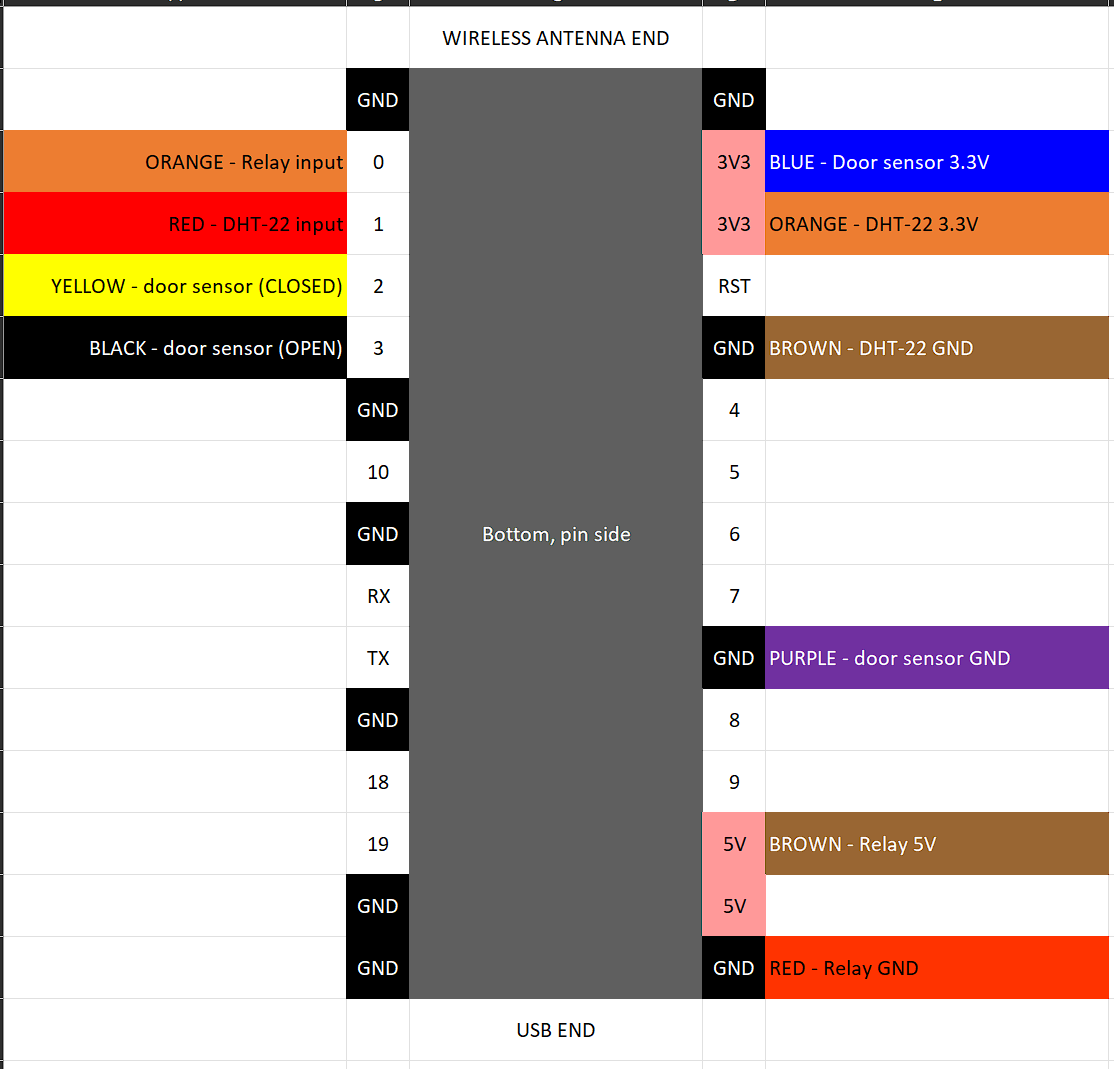 WIRELESS ANTENNA END
GND GND
ORANGE - Relay input 0 3V3 BLUE - Door sensor 3.3V
RED - DHT-22 input 1 3V3 ORANGE - DHT-22 3.3V
YELLOW - door sensor (CLOSED) 2 RST
BLACK - door sensor (OPEN) 3 GND BROWN - DHT-22 GND
GND 4
10 5
GND Bottom, pin side 6
RX 7
TX GND PURPLE - door sensor GND
GND 8
18 9
19 5V BROWN - Relay 5V
GND 5V
GND GND RED - Relay GND
USB END